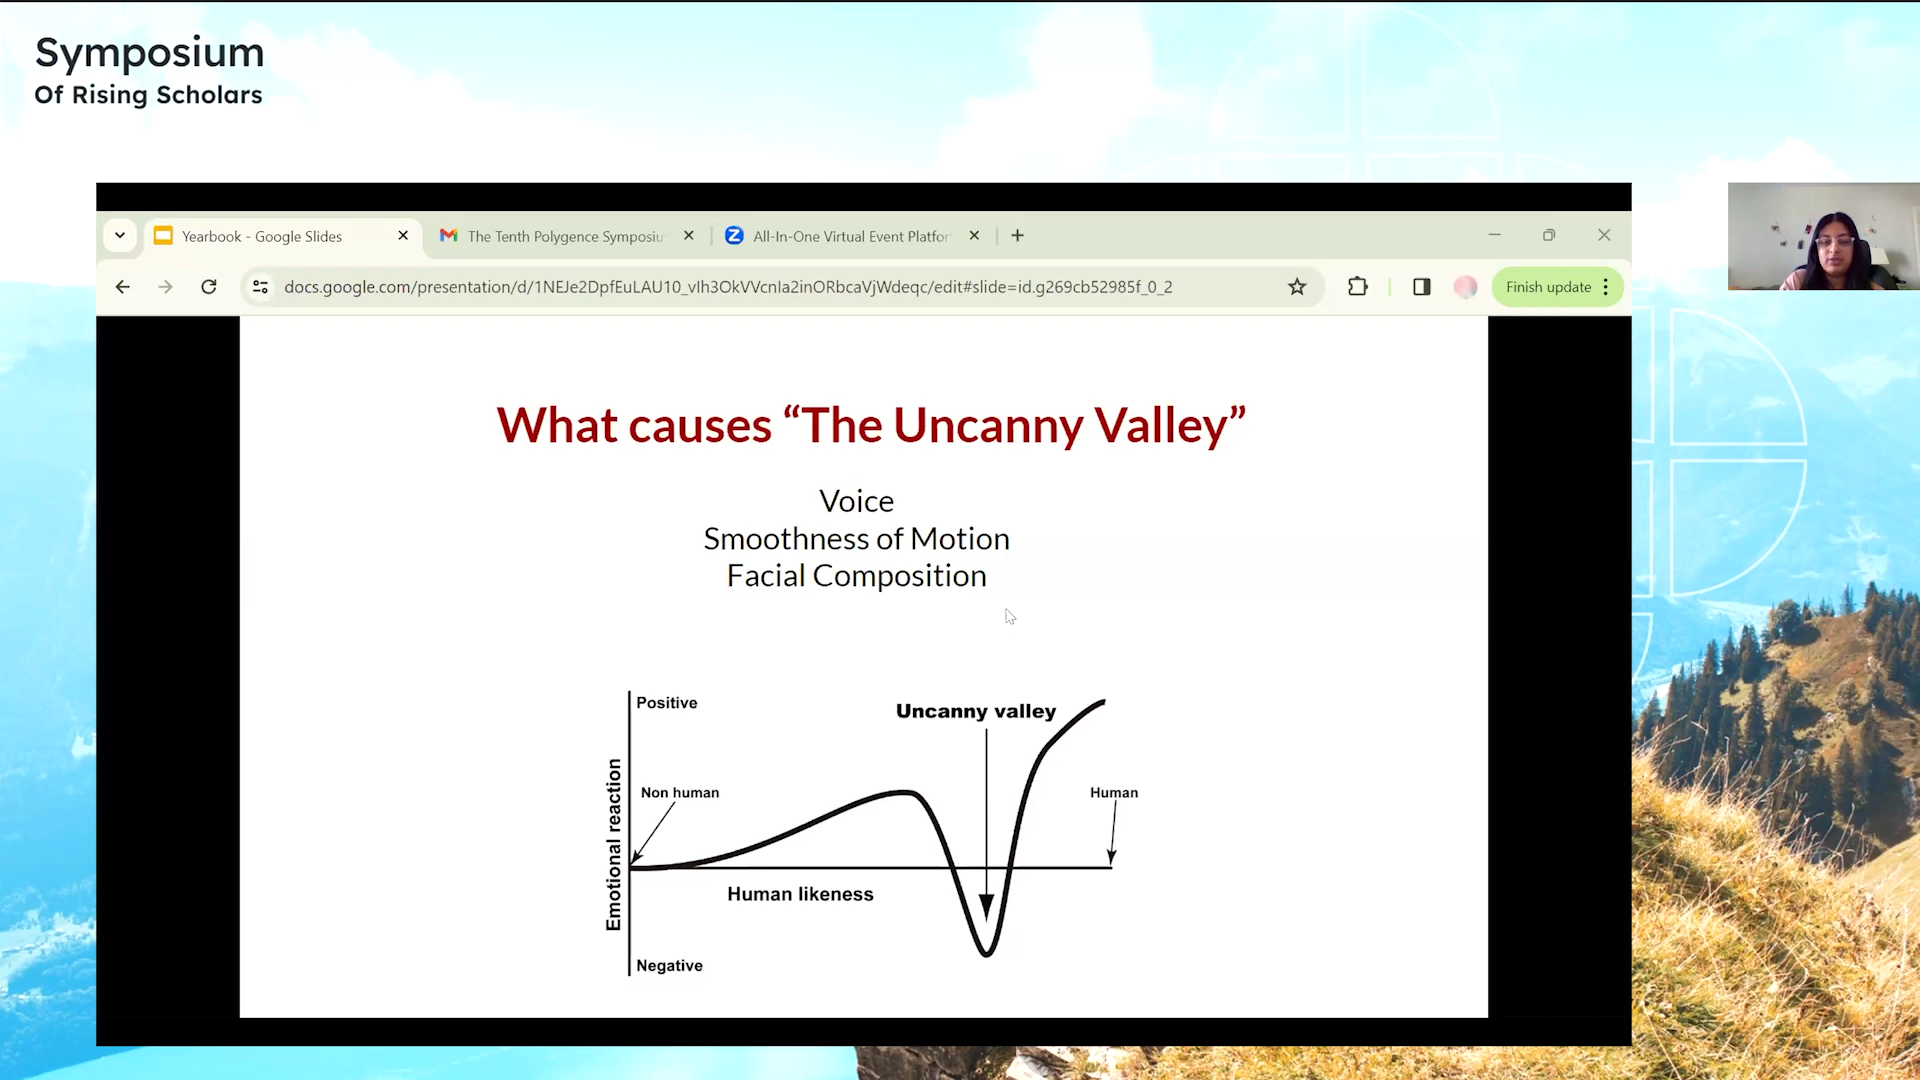 Symposium
Of Rising Scholars
Yearbook - Google Slides
The Tenth Polygence Symposiu
All-In-One Virtual Event Platfor
docs.google.com/presentation/d/1NEJe2DpfEuLAU10_vIh3OkVVcnIa2inORbcaVjWdeqc/edit#slide=id.g269cb52985f_0_2
Finish update
What causes “The Uncanny Valley”
Voice
Smoothness of Motion
Facial Composition
Positive
Uncanny valley
Non human
Human
Emotional reaction
Human likeness
Negative